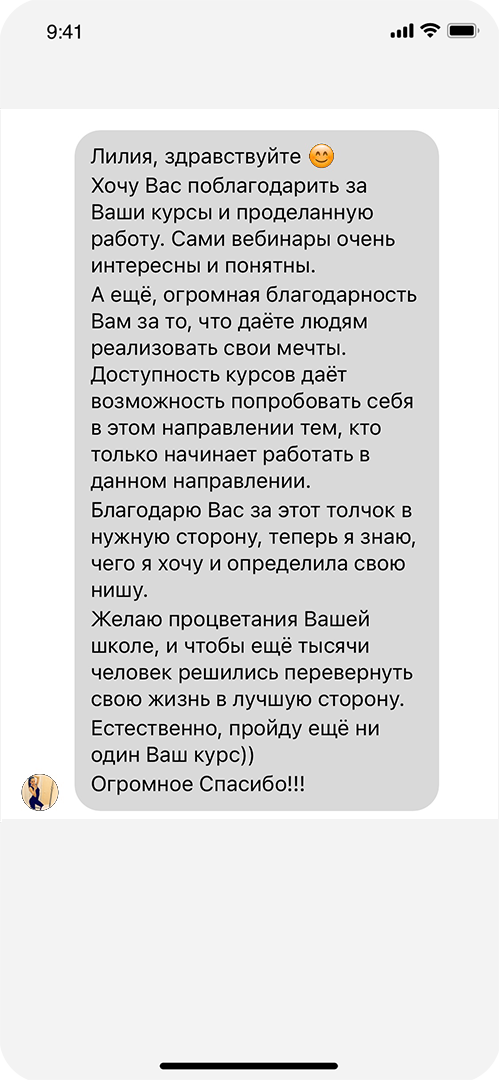 9:41
Лилия, здравствуйте 😊
Хочу Вас поблагодарить за
Ваши курсы и проделанную
работу. Сами вебинары очень
интересны и понятны.
А ещё, огромная благодарность
Вам за то, что даёте людям
реализовать свои мечты.
Доступность курсов даёт
возможность попробовать себя
в этом направлении тем, кто
только начинает работать в
данном направлении.
Благодарю Вас за этот толчок в
нужную сторону, теперь я знаю,
чего я хочу и определила свою
нишу.
Желаю процветания Вашей
школе, и чтобы ещё тысячи
человек решились перевернуть
свою жизнь в лучшую сторону.
Естественно, пройду ещё ни
один Ваш курс))
Огромное Спасибо!!!